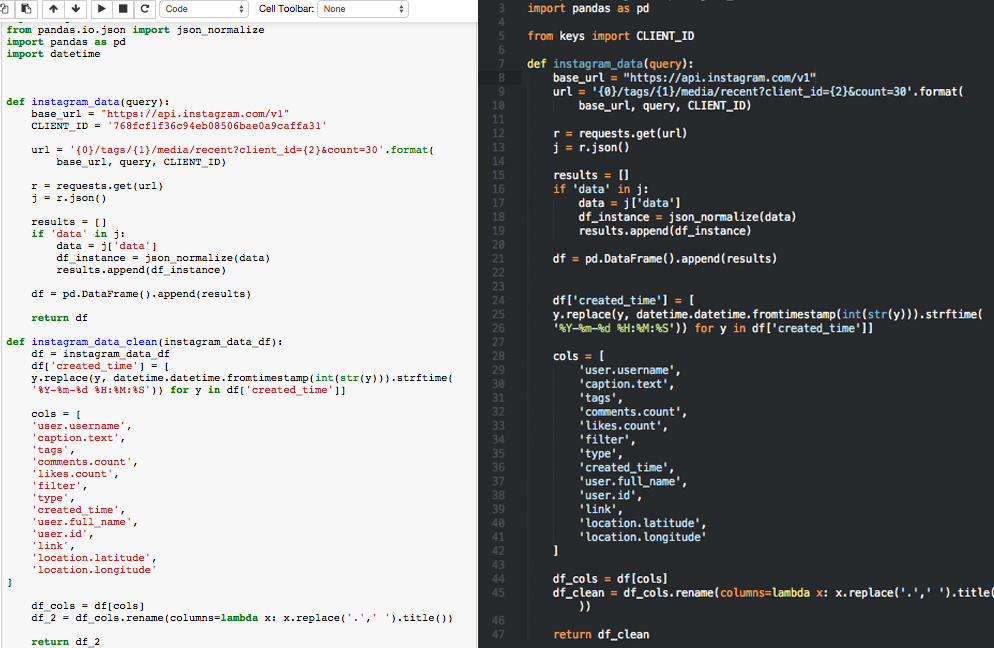 Code
Cell Toolbar:
None
from pandas.io.json import json_normalize
import pandas as pd
import datetime
def instagram_data(query):
    base_url = "https://api.instagram.com/v1"
    CLIENT_ID = '768fcf1f36c94eb08506bae0a9caffa31'
    url = '{0}/tags/{1}/media/recent?client_id={2}&count=30'.format(
        base_url, query, CLIENT_ID)
    r = requests.get(url)
    j = r.json()
    results = []
    if 'data' in j:
        data = j['data']
        df_instance = json_normalize(data)
        results.append(df_instance)
    df = pd.DataFrame().append(results)
    return df
def instagram_data_clean(instagram_data_df):
    df = instagram_data_df
    df['created_time'] = [
    y.replace(y, datetime.datetime.fromtimestamp(int(str(y))).strftime(
    '%Y-%m-%d %H:%M:%S')) for y in df['created_time']]
    cols = [
    'user.username',
    'caption.text',
    'tags',
    'comments.count',
    'likes.count',
    'filter',
    'type',
    'created_time',
    'user.full_name',
    'user.id',
    'link',
    'location.latitude',
    'location.longitude'
]
    df_cols = df[cols]
    df_2 = df_cols.rename(columns=lambda x: x.replace('.',' ').title())
    return df_2
3 import pandas as pd
4
5 from keys import CLIENT_ID
6
7 def instagram_data(query):
8     base_url = "https://api.instagram.com/v1"
9     url = '{0}/tags/{1}/media/recent?client_id={2}&count=30'.format(
10         base_url, query, CLIENT_ID)
11
12     r = requests.get(url)
13     j = r.json()
14
15     results = []
16     if 'data' in j:
17         data = j['data']
18         df_instance = json_normalize(data)
19         results.append(df_instance)
20
21     df = pd.DataFrame().append(results)
22
23
24     df['created_time'] = [
25     y.replace(y, datetime.datetime.fromtimestamp(int(str(y))).strftime(
26     '%Y-%m-%d %H:%M:%S')) for y in df['created_time']]
27
28     cols = [
29         'user.username',
30         'caption.text',
31         'tags',
32         'comments.count',
33         'likes.count',
34         'filter',
35         'type',
36         'created_time',
37         'user.full_name',
38         'user.id',
39         'link',
40         'location.latitude',
41         'location.longitude'
42     ]
43
44     df_cols = df[cols]
45     df_clean = df_cols.rename(columns=lambda x: x.replace('.',' ').title(
        ))
46
47     return df_clean